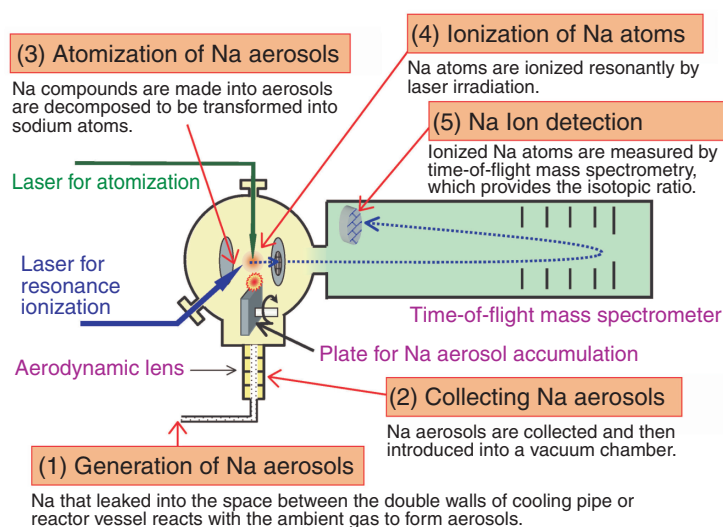 (3) Atomization of Na aerosols
Na compounds are made into aerosols
are decomposed to be transformed into
sodium atoms.
(4) Ionization of Na atoms
Na atoms are ionized resonantly by
laser irradiation.
(5) Na Ion detection
Ionized Na atoms are measured by
time-of-flight mass spectrometry,
which provides the isotopic ratio.
Laser for atomization
Laser for
resonance
ionization
Time-of-flight mass spectrometer
Plate for Na aerosol accumulation
Aerodynamic lens
(2) Collecting Na aerosols
Na aerosols are collected and then
introduced into a vacuum chamber.
(1) Generation of Na aerosols
Na that leaked into the space between the double walls of cooling pipe or
reactor vessel reacts with the ambient gas to form aerosols.